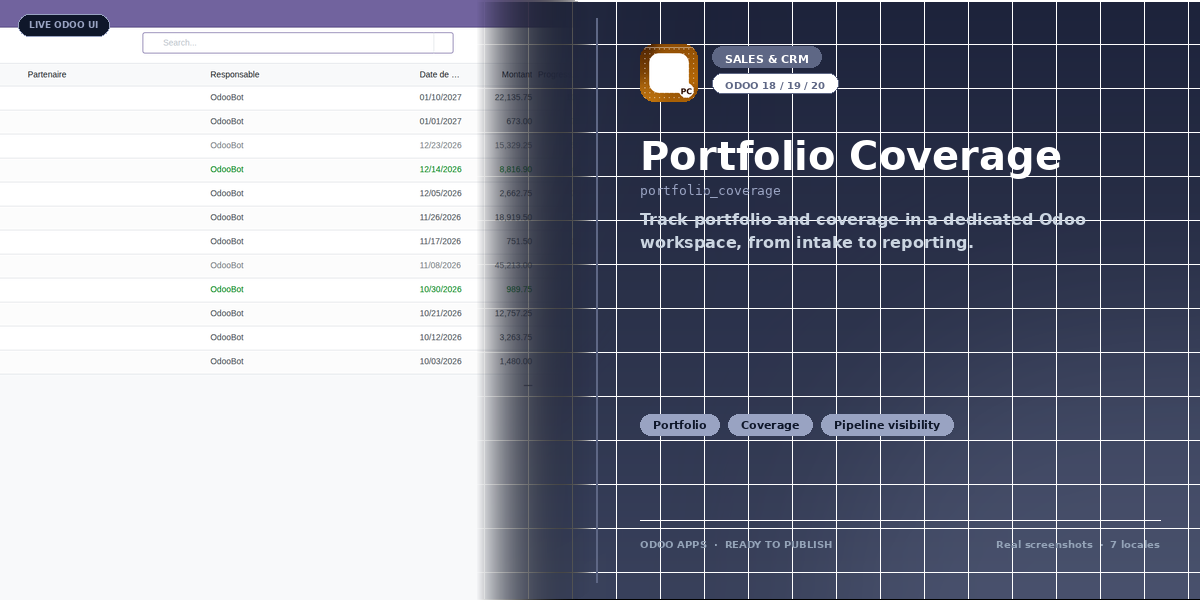 LIVE ODOO UI
Search...
Partenaire Responsable Date de ... Montant
OdooBot 01/10/2027 22,135.75
OdooBot 01/01/2027 673.00
OdooBot 12/23/2026 15,329.25
OdooBot 12/14/2026 8,816.90
OdooBot 12/05/2026 2,662.75
OdooBot 11/26/2026 18,919.50
OdooBot 11/17/2026 751.50
OdooBot 11/08/2026 45,213.00
OdooBot 10/30/2026 989.75
OdooBot 10/21/2026 12,757.25
OdooBot 10/12/2026 3,263.75
OdooBot 10/03/2026 1,480.00
—
PC
SALES & CRM
ODOO 18 / 19 / 20
Portfolio Coverage
portfolio_coverage
Track portfolio and coverage in a dedicated Odoo
workspace, from intake to reporting.
Portfolio Coverage Pipeline visibility
ODOO APPS · READY TO PUBLISH
Real screenshots · 7 locales